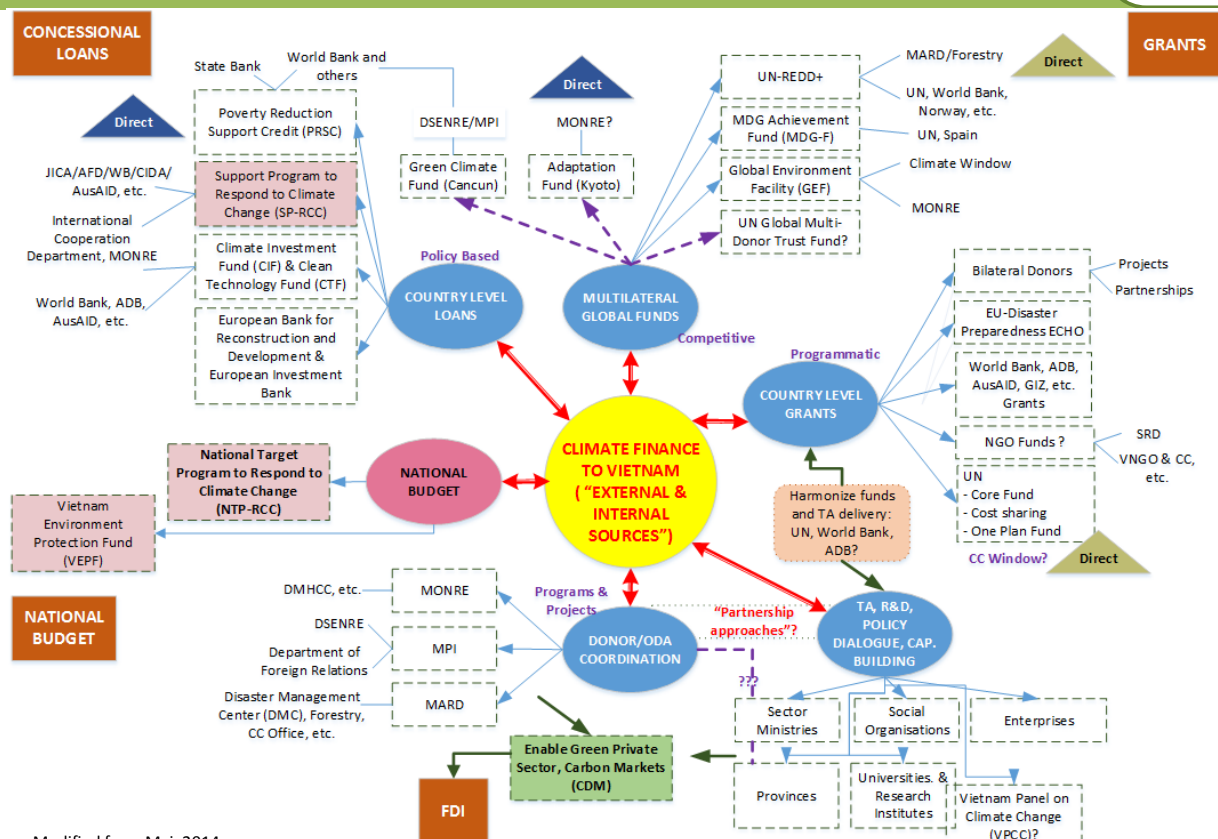 CONCESSIONAL
LOANS
GRANTS
State Bank
World Bank and
others
Direct
Poverty Reduction
Support Credit (PRSC)
JICA/AFD/WB/CIDA/
AusAID, etc.
Support Program to
Respond to Climate
Change (SP-RCC)
International
Cooperation
Department, MONRE
Climate Investment
Fund (CIF) & Clean
Technology Fund (CTF)
World Bank, ADB,
AusAID, etc.
European Bank for
Reconstruction and
Development &
European Investment
Bank
Policy Based
COUNTRY LEVEL
LOANS
DSENRE/MPI
Green Climate
Fund (Cancun)
Direct
MONRE?
Adaptation
Fund (Kyoto)
MULTILATERAL
GLOBAL FUNDS
Competitive
UN-REDD+
MARD/Forestry
UN, World Bank,
Norway, etc.
Direct
MDG Achievement
Fund (MDG-F)
UN, Spain
Global Environment
Facility (GEF)
Climate Window
MONRE
UN Global Multi-
Donor Trust Fund?
Programmatic
COUNTRY LEVEL
GRANTS
Bilateral Donors
Projects
Partnerships
EU-Disaster
Preparedness ECHO
World Bank, ADB,
AusAID, GIZ, etc.
Grants
NGO Funds ?
SRD
VNGO & CC,
etc.
UN
- Core Fund
- Cost sharing
- One Plan Fund
CC Window?
Direct
CLIMATE FINANCE
TO VIETNAM
( “EXTERNAL &
INTERNAL
SOURCES”)
NATIONAL
BUDGET
National Target
Program to Respond to
Climate Change
(NTP-RCC)
Vietnam
Environment
Protection Fund
(VEPF)
NATIONAL
BUDGET
Harmonize funds
and TA delivery:
UN, World Bank,
ADB?
Programs &
Projects
DONOR/ODA
COORDINATION
DMHCC, etc.
MONRE
DSENRE
MPI
Department of
Foreign Relations
Disaster Management
Center (DMC), Forestry,
CC Office, etc.
MARD
“Partnership
approaches”?
TA, R&D,
POLICY
DIALOGUE, CAP.
BUILDING
???
Sector
Ministries
Social
Organisations
Enterprises
Provinces
Universities. &
Research
Institutes
Vietnam Panel on
Climate Change
(VPCC)?
Enable Green Private
Sector, Carbon Markets
(CDM)
FDI